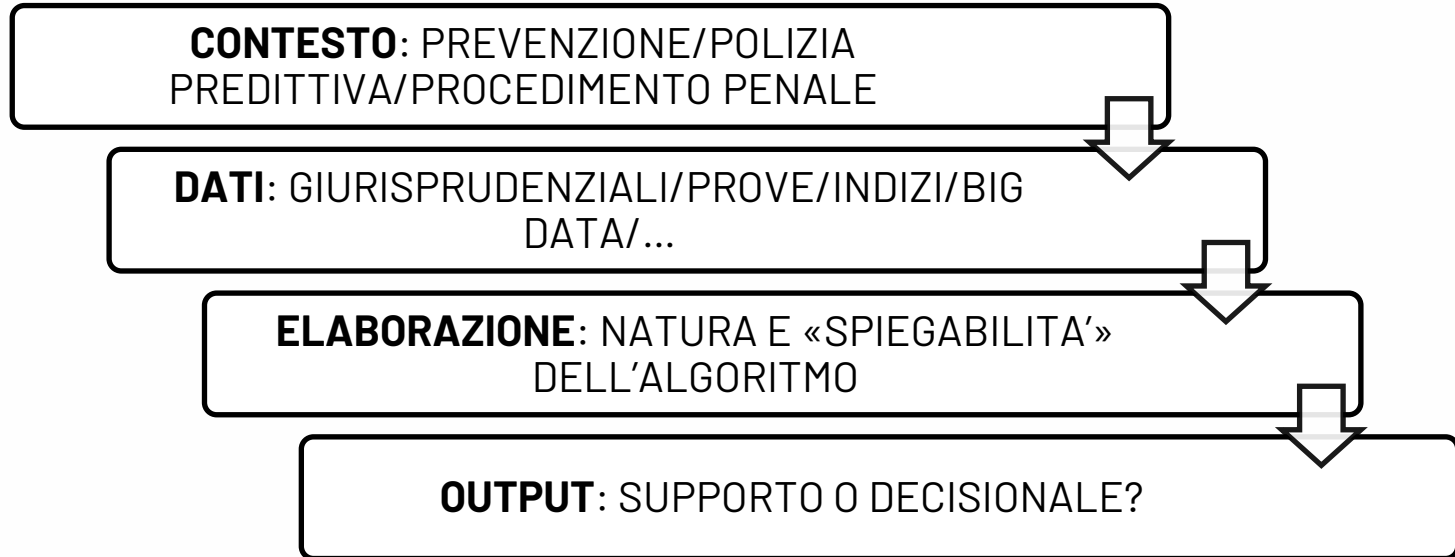 CONTESTO: PREVENZIONE/POLIZIA
PREDITTIVA/PROCEDIMENTO PENALE
DATI: GIURISPRUDENZIALI/PROVE/INDIZI/BIG
DATA/...
ELABORAZIONE: NATURA E «SPIEGABILITA’»
DELL’ALGORITMO
OUTPUT: SUPPORTO O DECISIONALE?